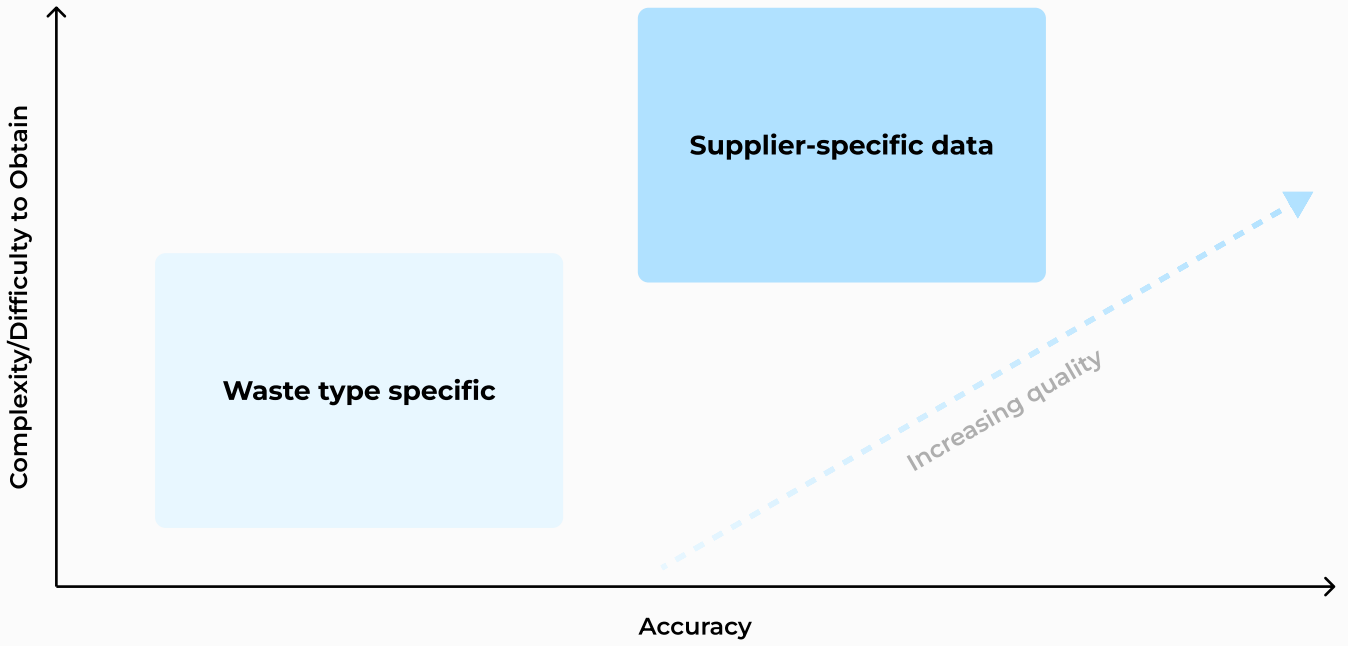 Complexity/Difficulty to Obtain
Supplier-specific data
Waste type specific
Increasing quality
Accuracy